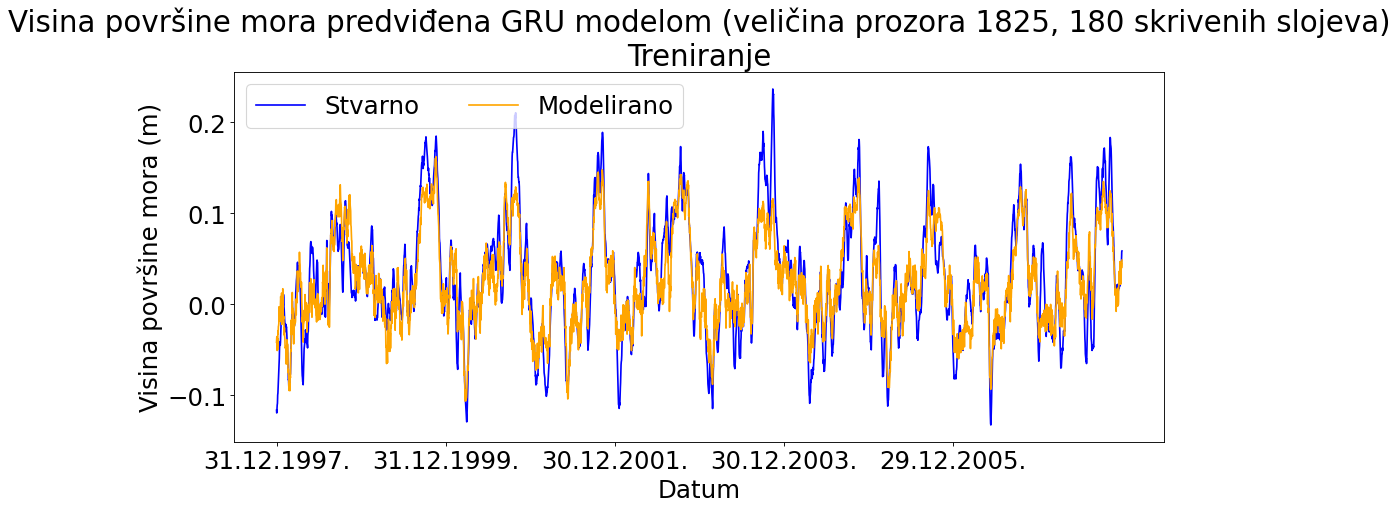 Visina površine mora predviđena GRU modelom (veličina prozora 1825, 180 skrivenih slojeva)
Treniranje
Stvarno
Modelirano
Visina površine mora (m)
0.2
0.1
0.0
−0.1
31.12.1997.
31.12.1999.
30.12.2001.
30.12.2003.
29.12.2005.
Datum